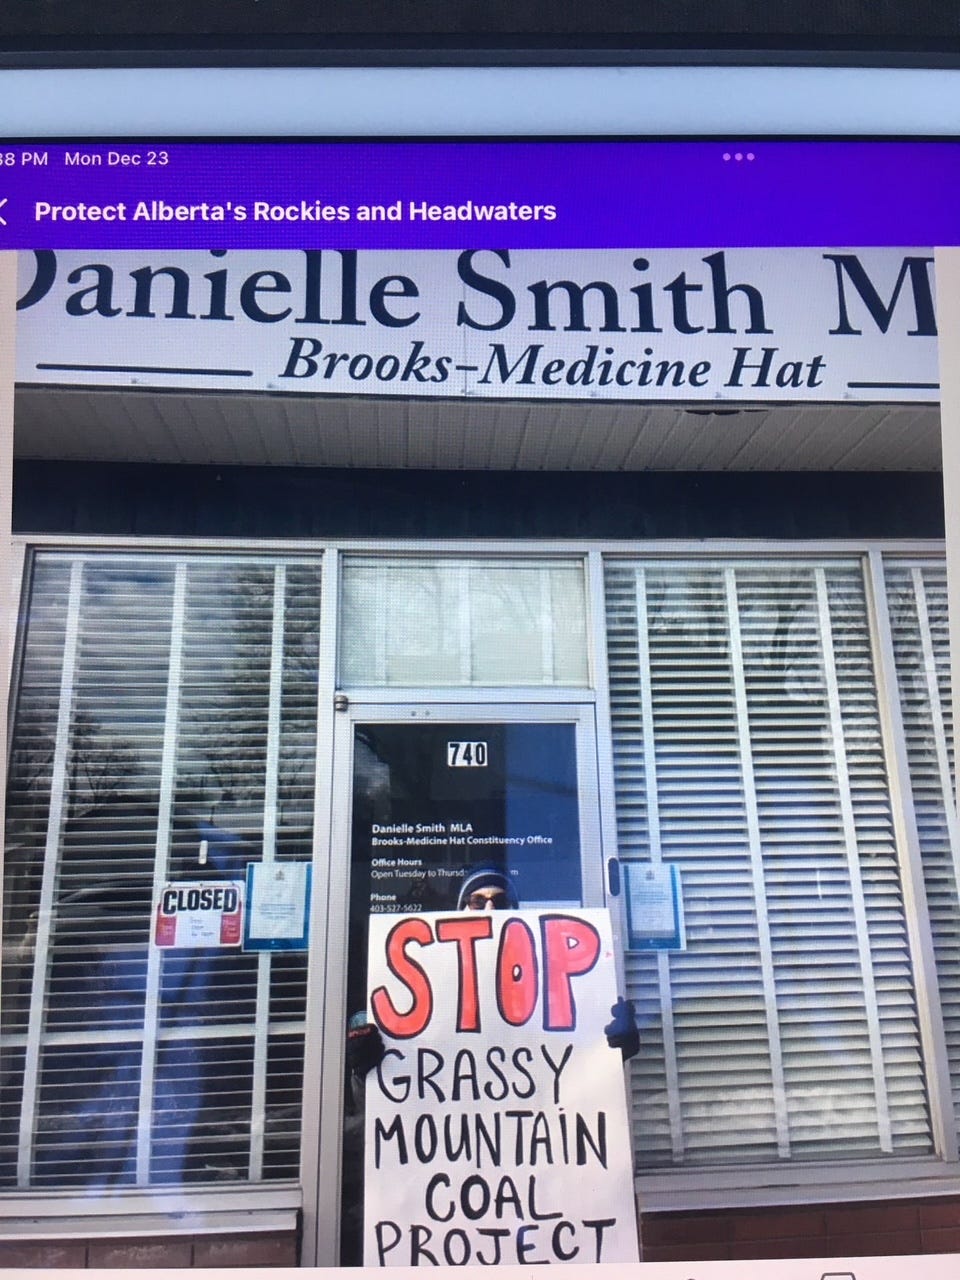 38 PM Mon Dec 23
Protect Alberta's Rockies and Headwaters
Danielle Smith M
Brooks-Medicine Hat
740
Danielle Smith MLA
Brooks-Medicine Hat Constituency Office
Office Hours
Open Tuesday to
Phone
403-527-5622
CLOSED
STOP
GRASSY
MOUNTAIN
COAL
PROJECT